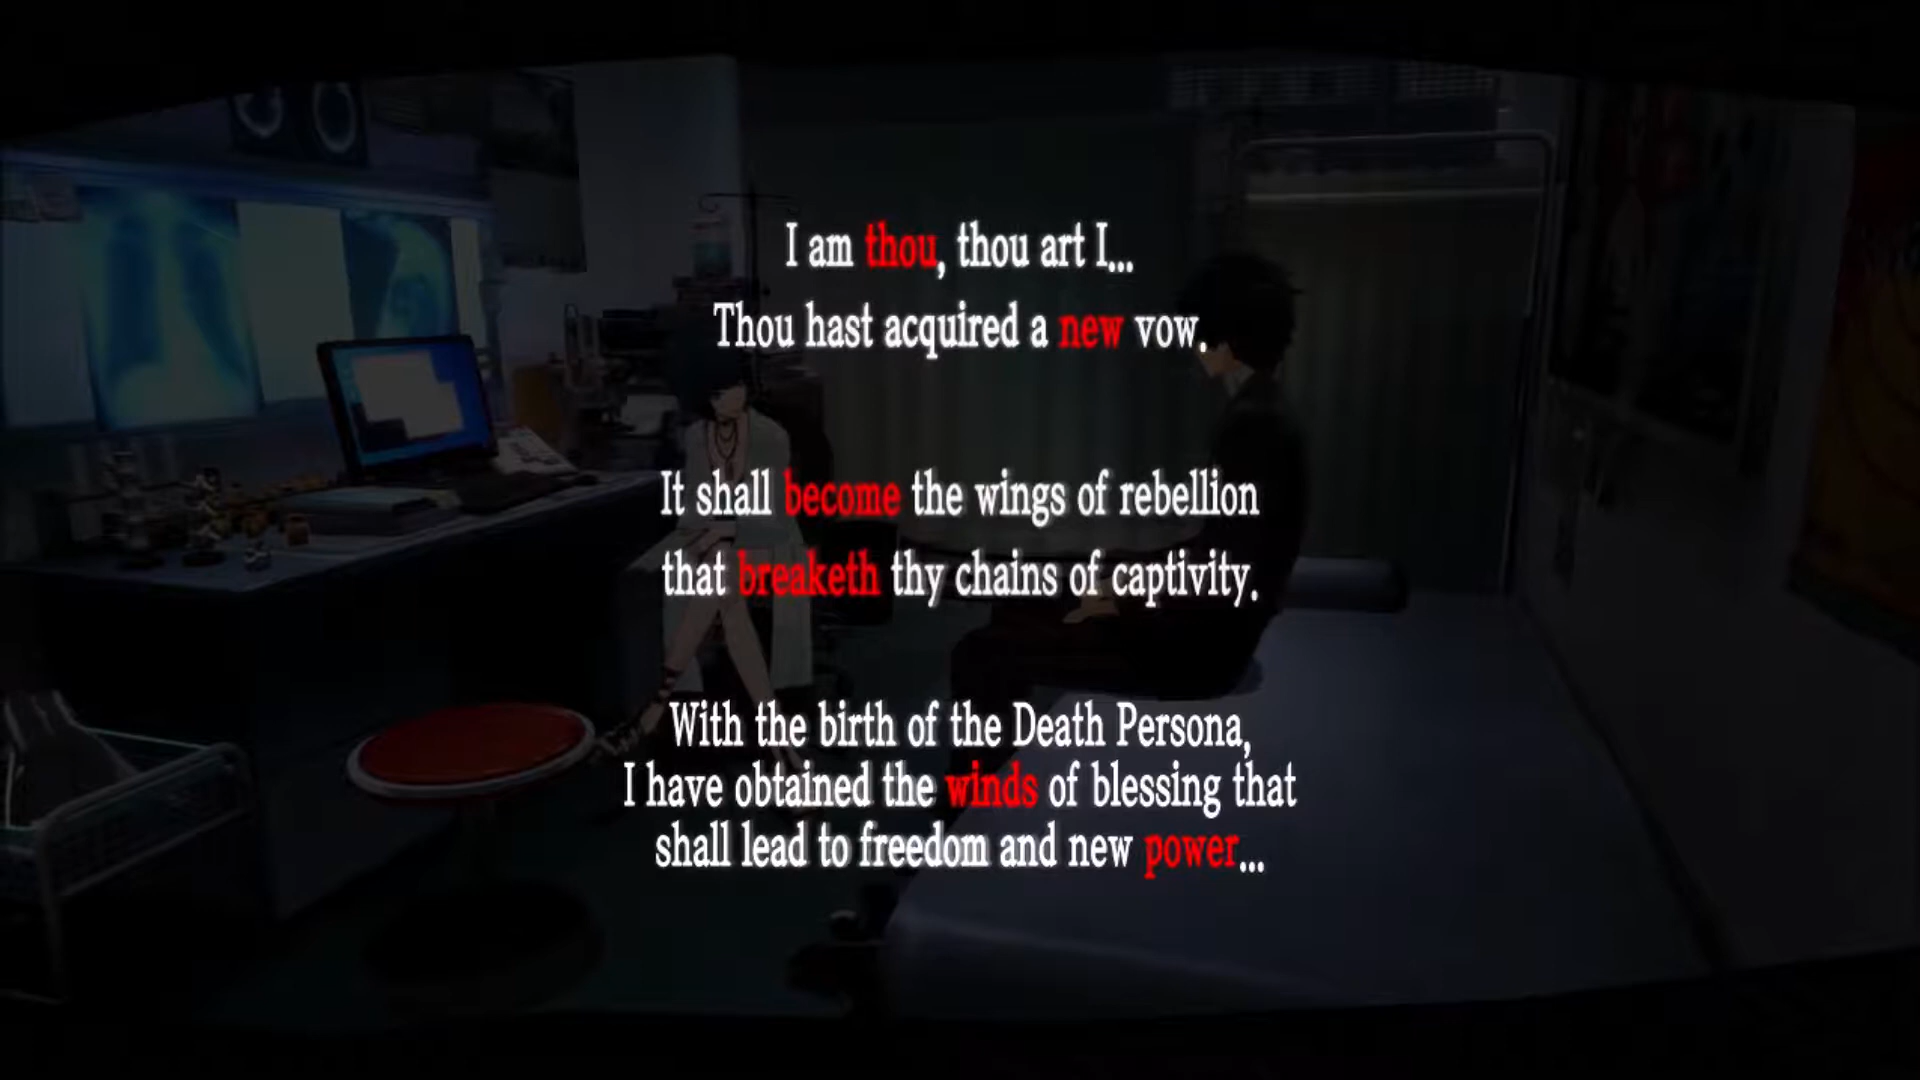 I am thou, thou art I...
Thou hast acquired a new vow.
It shall become the wings of rebellion
that breaketh thy chains of captivity.
With the birth of the Death Persona,
I have obtained the winds of blessing that
shall lead to freedom and new power...